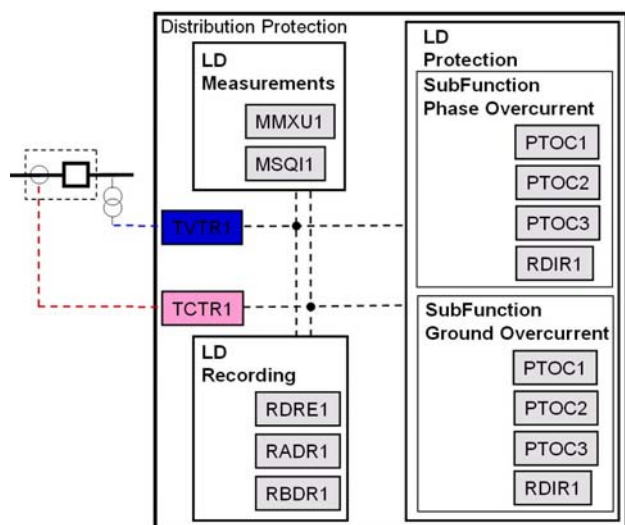 Distribution Protection
LD
Measurements
MMXU1
MSQI1
TVTR1
TCTR1
LD
Recording
RDRE1
RADR1
RBDR1
LD
Protection
SubFunction
Phase Overcurrent
PTOC1
PTOC2
PTOC3
RDIR1
SubFunction
Ground Overcurrent
PTOC1
PTOC2
PTOC3
RDIR1